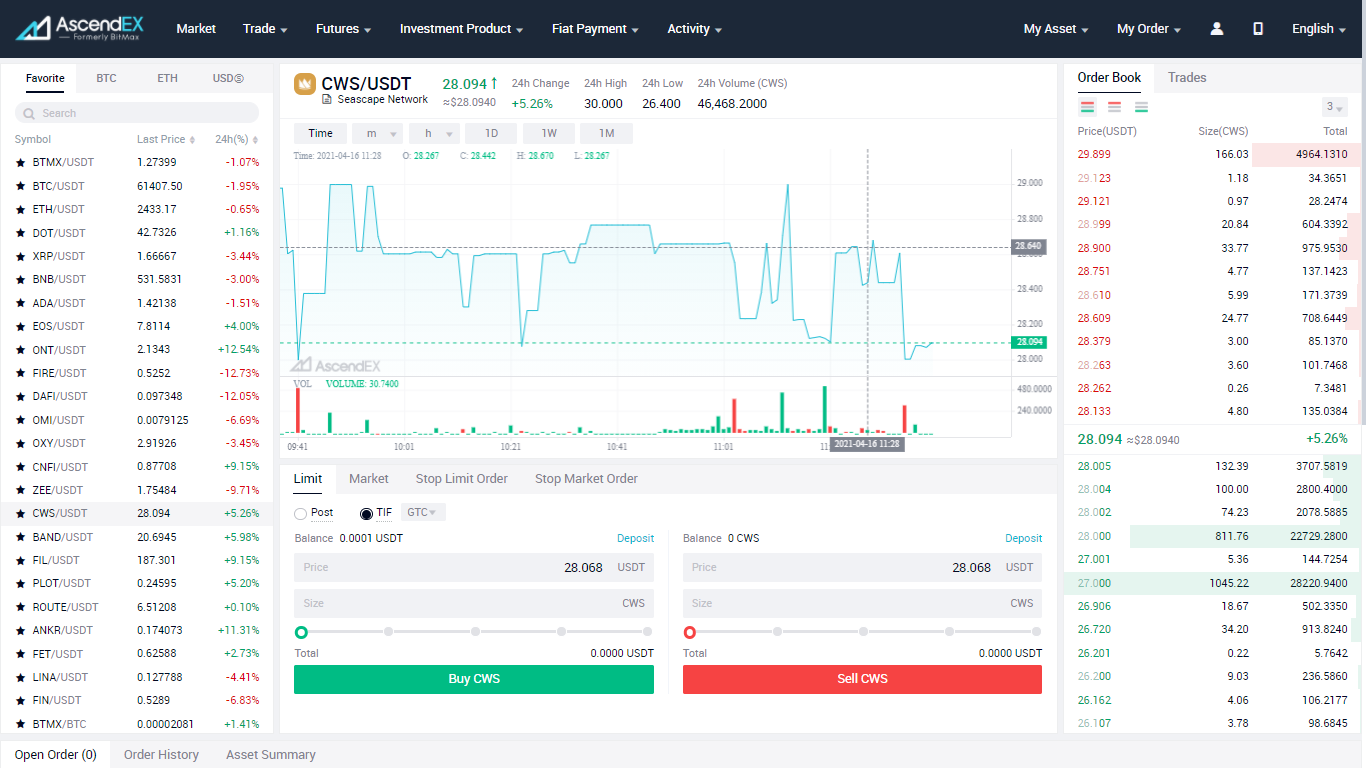 AscendEX
Formerly BitMax
Market Trade Futures Investment Product Fiat Payment Activity My Asset My Order English
Favorite BTC ETH USDⓈ
Search
Symbol Last Price 24h(%)
BTMX/USDT 1.27399 -1.07%
BTC/USDT 61407.50 -1.95%
ETH/USDT 2433.17 -0.65%
DOT/USDT 42.7326 +1.16%
XRP/USDT 1.66667 -3.44%
BNB/USDT 531.5831 -3.00%
ADA/USDT 1.42138 -1.51%
EOS/USDT 7.8114 +4.00%
ONT/USDT 2.1343 +12.54%
FIRE/USDT 0.5252 -12.73%
DAFI/USDT 0.097348 -12.05%
OMI/USDT 0.0079125 -6.69%
OXY/USDT 2.91926 -3.45%
CNFI/USDT 0.87708 +9.15%
ZEE/USDT 1.75484 -9.71%
CWS/USDT 28.094 +5.26%
BAND/USDT 20.6945 +5.98%
FIL/USDT 187.301 +9.15%
PLOT/USDT 0.24595 +5.20%
ROUTE/USDT 6.51208 +0.10%
ANKR/USDT 0.174073 +11.31%
FET/USDT 0.62588 +2.73%
LINA/USDT 0.127788 -4.41%
FIN/USDT 0.5289 -6.83%
BTMX/BTC 0.00002081 +1.41%
CWS/USDT 28.094 24h Change 24h High 24h Low 24h Volume (CWS)
Seascape Network ≈$28.0940 +5.26% 30.000 26.400 46,468.2000
Time m h 1D 1W 1M
Time: 2021-04-16 11:28 O: 28.267 C: 28.442 H: 28.670 L: 28.267
29.000
28.800
28.640
28.400
28.200
28.094
28.000
AscendEX
VOL VOLUME: 30.7400
480.0000
240.0000
09:41 10:01 10:21 10:41 11:01 2021-04-16 11:28
Limit Market Stop Limit Order Stop Market Order
Post TIF GTC
Balance 0.0001 USDT Deposit
Price 28.068 USDT
Size CWS
Total 0.0000 USDT
Buy CWS
Balance 0 CWS Deposit
Price 28.068 USDT
Size CWS
Total 0.0000 USDT
Sell CWS
Order Book Trades
3
Price(USDT) Size(CWS) Total
29.899 166.03 4964.1310
29.123 1.18 34.3651
29.121 0.97 28.2474
28.999 20.84 604.3392
28.900 33.77 975.9530
28.751 4.77 137.1423
28.610 5.99 171.3739
28.609 24.77 708.6449
28.379 3.00 85.1370
28.263 3.60 101.7468
28.262 0.26 7.3481
28.133 4.80 135.0384
28.094 ≈$28.0940 +5.26%
28.005 132.39 3707.5819
28.004 100.00 2800.4000
28.002 74.23 2078.5885
28.000 811.76 22729.2800
27.001 5.36 144.7254
27.000 1045.22 28220.9400
26.906 18.67 502.3350
26.720 34.20 913.8240
26.201 0.22 5.7642
26.200 9.03 236.5860
26.162 4.06 106.2177
26.107 3.78 98.6845
Open Order (0) Order History Asset Summary